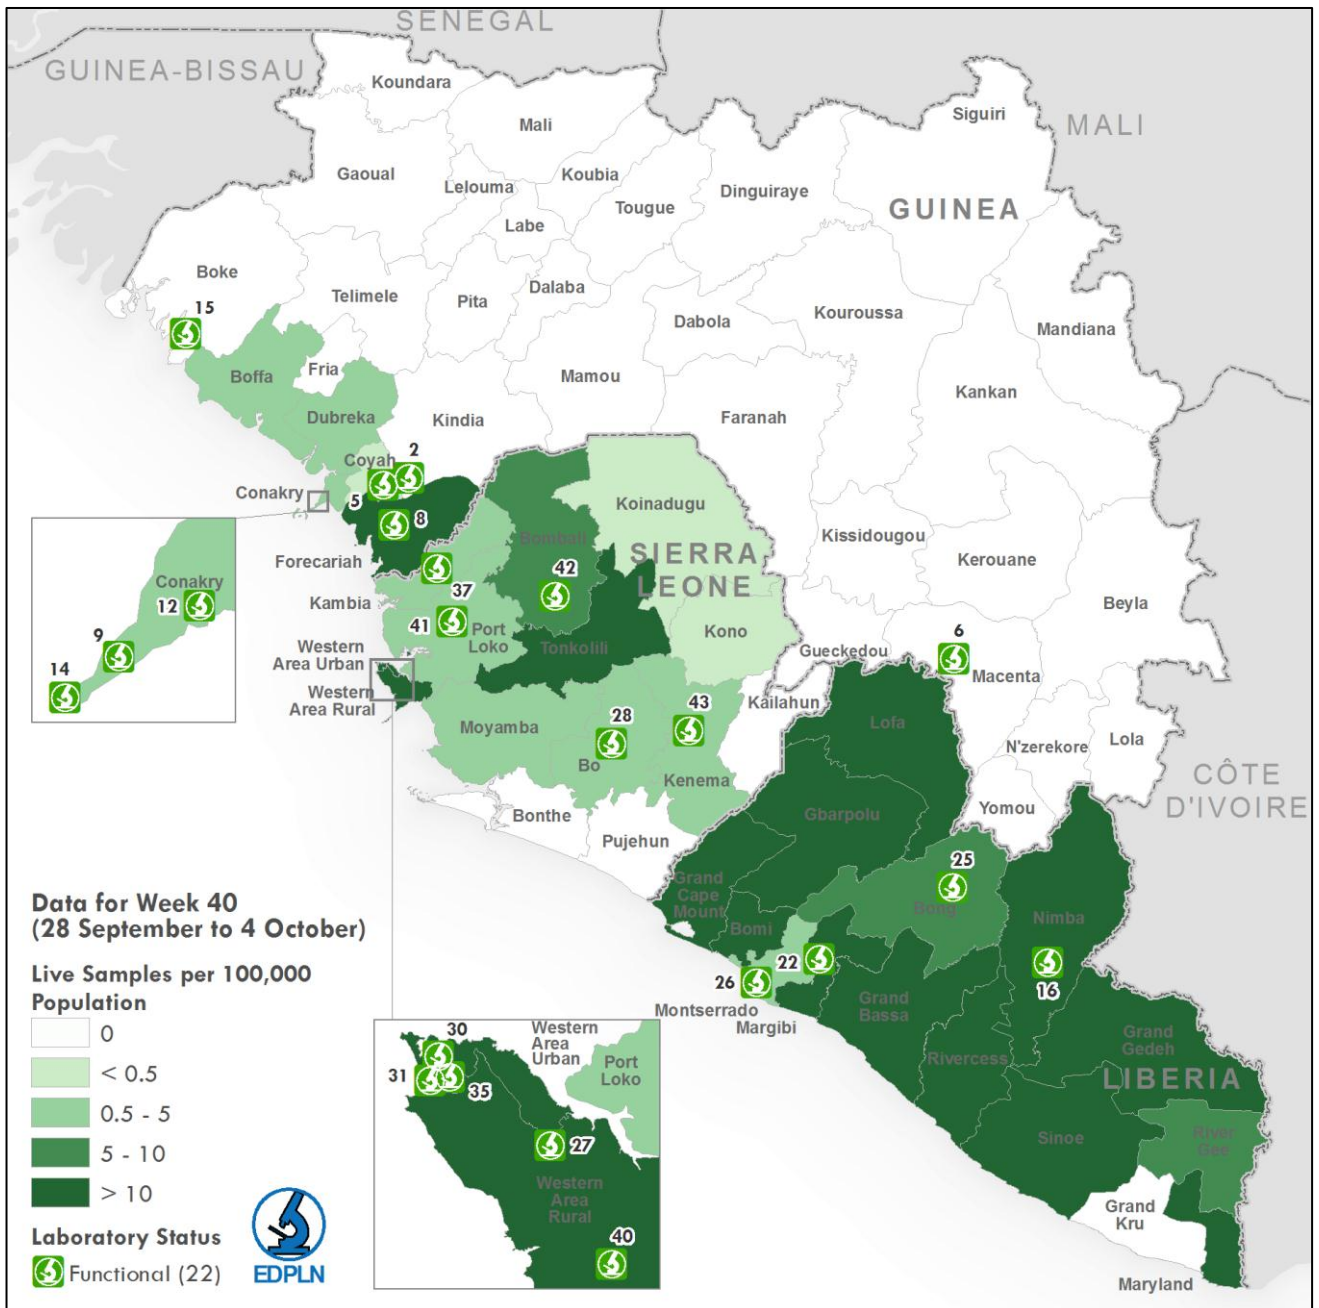 SENEGAL
GUINEA-BISSAU
MALI
Koundara
Mali
Siguiri
Gaoual
Lelouma
Koubia
Dinguiraye
GUINEA
Labe
Tougue
Boke
Telimele
Pita
Dalaba
Dabola
Kouroussa
Mandiana
15
Boffa
Fria
Mamou
Kankan
Dubreka
Kindia
Faranah
Coyah
2
Conakry
5
8
Koinadugu
Bombali
SIERRA
LEONE
Kissidougou
Kerouane
Forecariah
42
Kambia
37
Beyla
41
Port
Loko
Kono
Tonkolili
Western
Area Urban
Western
Area Rural
Gueckedou
6
Macenta
Conakry
12
9
14
Moyamba
28
43
Kailahun
Lofa
N'zerekore
Lola
Bo
Kenema
CÔTE
D'IVOIRE
Bonthe
Pujehun
Gbarpolu
Yomou
25
Grand
Cape
Mount
Bong
Nimba
Bomi
22
26
16
Montserrado
Margibi
Grand
Bassa
Rivercess
Grand
Gedeh
LIBERIA
Sinoe
River
Gee
Grand
Kru
Maryland
Data for Week 40
(28 September to 4 October)
Live Samples per 100,000
Population
0
< 0.5
0.5 - 5
5 - 10
> 10
Laboratory Status
Functional (22)
EDPLN
30
Western
Area
Urban
Port
Loko
31
35
27
Western
Area
Rural
40